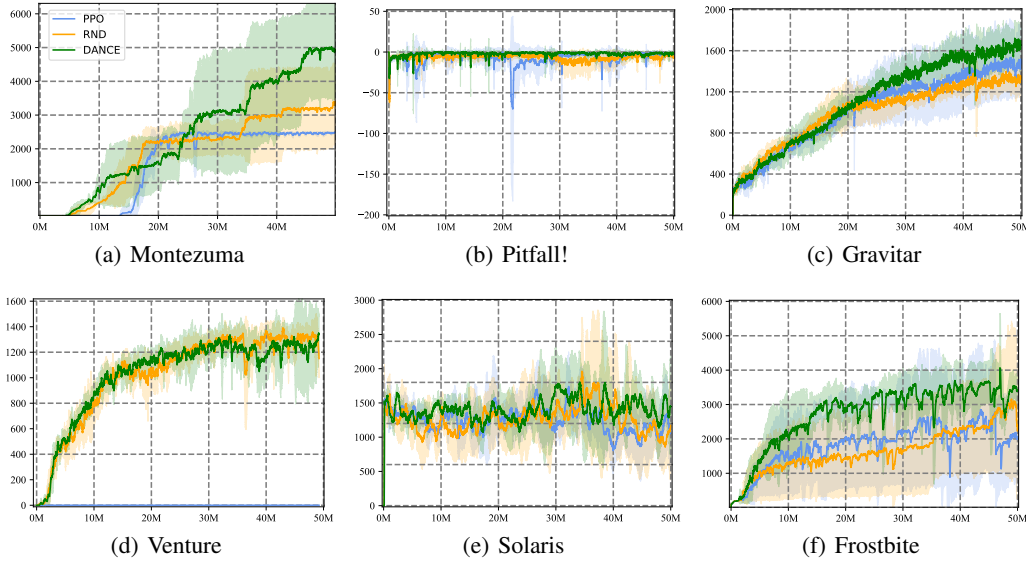 PPO
RND
DANCE
5000
6000
4000
3000
2000
1000
0M
10M
20M
30M
40M
(a) Montezuma
50
0
−50
−100
−150
−200
0M
10M
20M
30M
40M
50M
(b) Pitfall!
2000
1600
1200
800
400
0
0M
10M
20M
30M
40M
50M
(c) Gravitar
1600
1400
1200
1000
800
600
400
200
0
0M
10M
20M
30M
40M
50M
(d) Venture
3000
2500
2000
1500
1000
500
0
0M
10M
20M
30M
40M
50M
(e) Solaris
6000
5000
4000
3000
2000
1000
0M
10M
20M
30M
40M
50M
(f) Frostbite